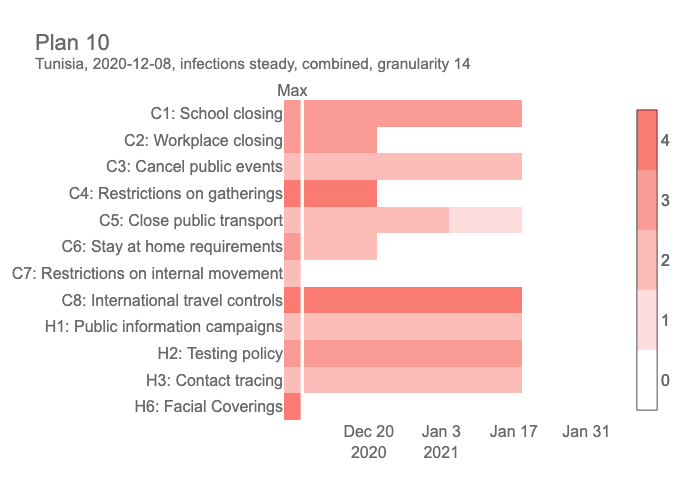 Plan 10
Tunisia, 2020-12-08, infections steady, combined, granularity 14
Max
C1: School closing
C2: Workplace closing
C3: Cancel public events
C4: Restrictions on gatherings
C5: Close public transport
C6: Stay at home requirements
C7: Restrictions on internal movement
C8: International travel controls
H1: Public information campaigns
H2: Testing policy
H3: Contact tracing
H6: Facial Coverings
Dec 20 Jan 3 Jan 17 Jan 31
2020 2021
4
3
2
1
0